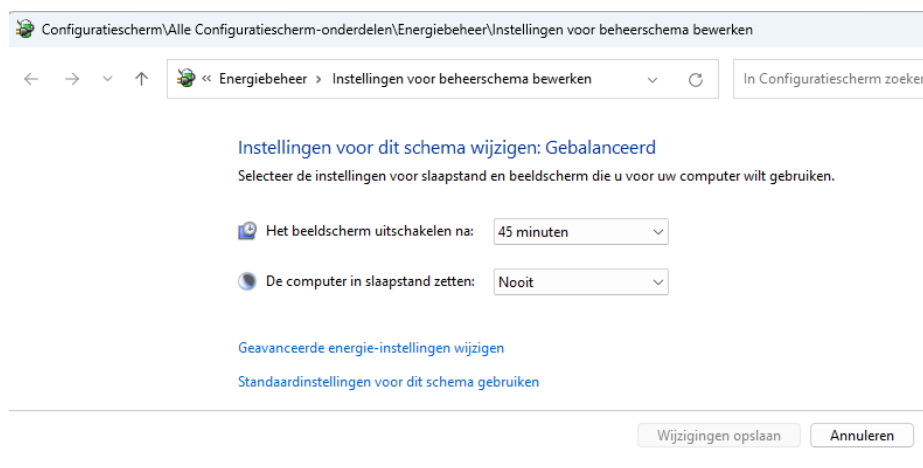 Configuratiescherm\Alle Configuratiescherm-onderdelen\Energiebeheer\Instellingen voor beheerschema bewerken
« Energiebeheer > Instellingen voor beheerschema bewerken
In Configuratiescherm zoeken
Instellingen voor dit schema wijzigen: Gebalanceerd
Selecteer de instellingen voor slaapstand en beeldscherm die u voor uw computer wilt gebruiken.
Het beeldscherm uitschakelen na: 45 minuten
De computer in slaapstand zetten: Nooit
Geavanceerde energie-instellingen wijzigen
Standaardinstellingen voor dit schema gebruiken
Wijzigingen opslaan Annuleren